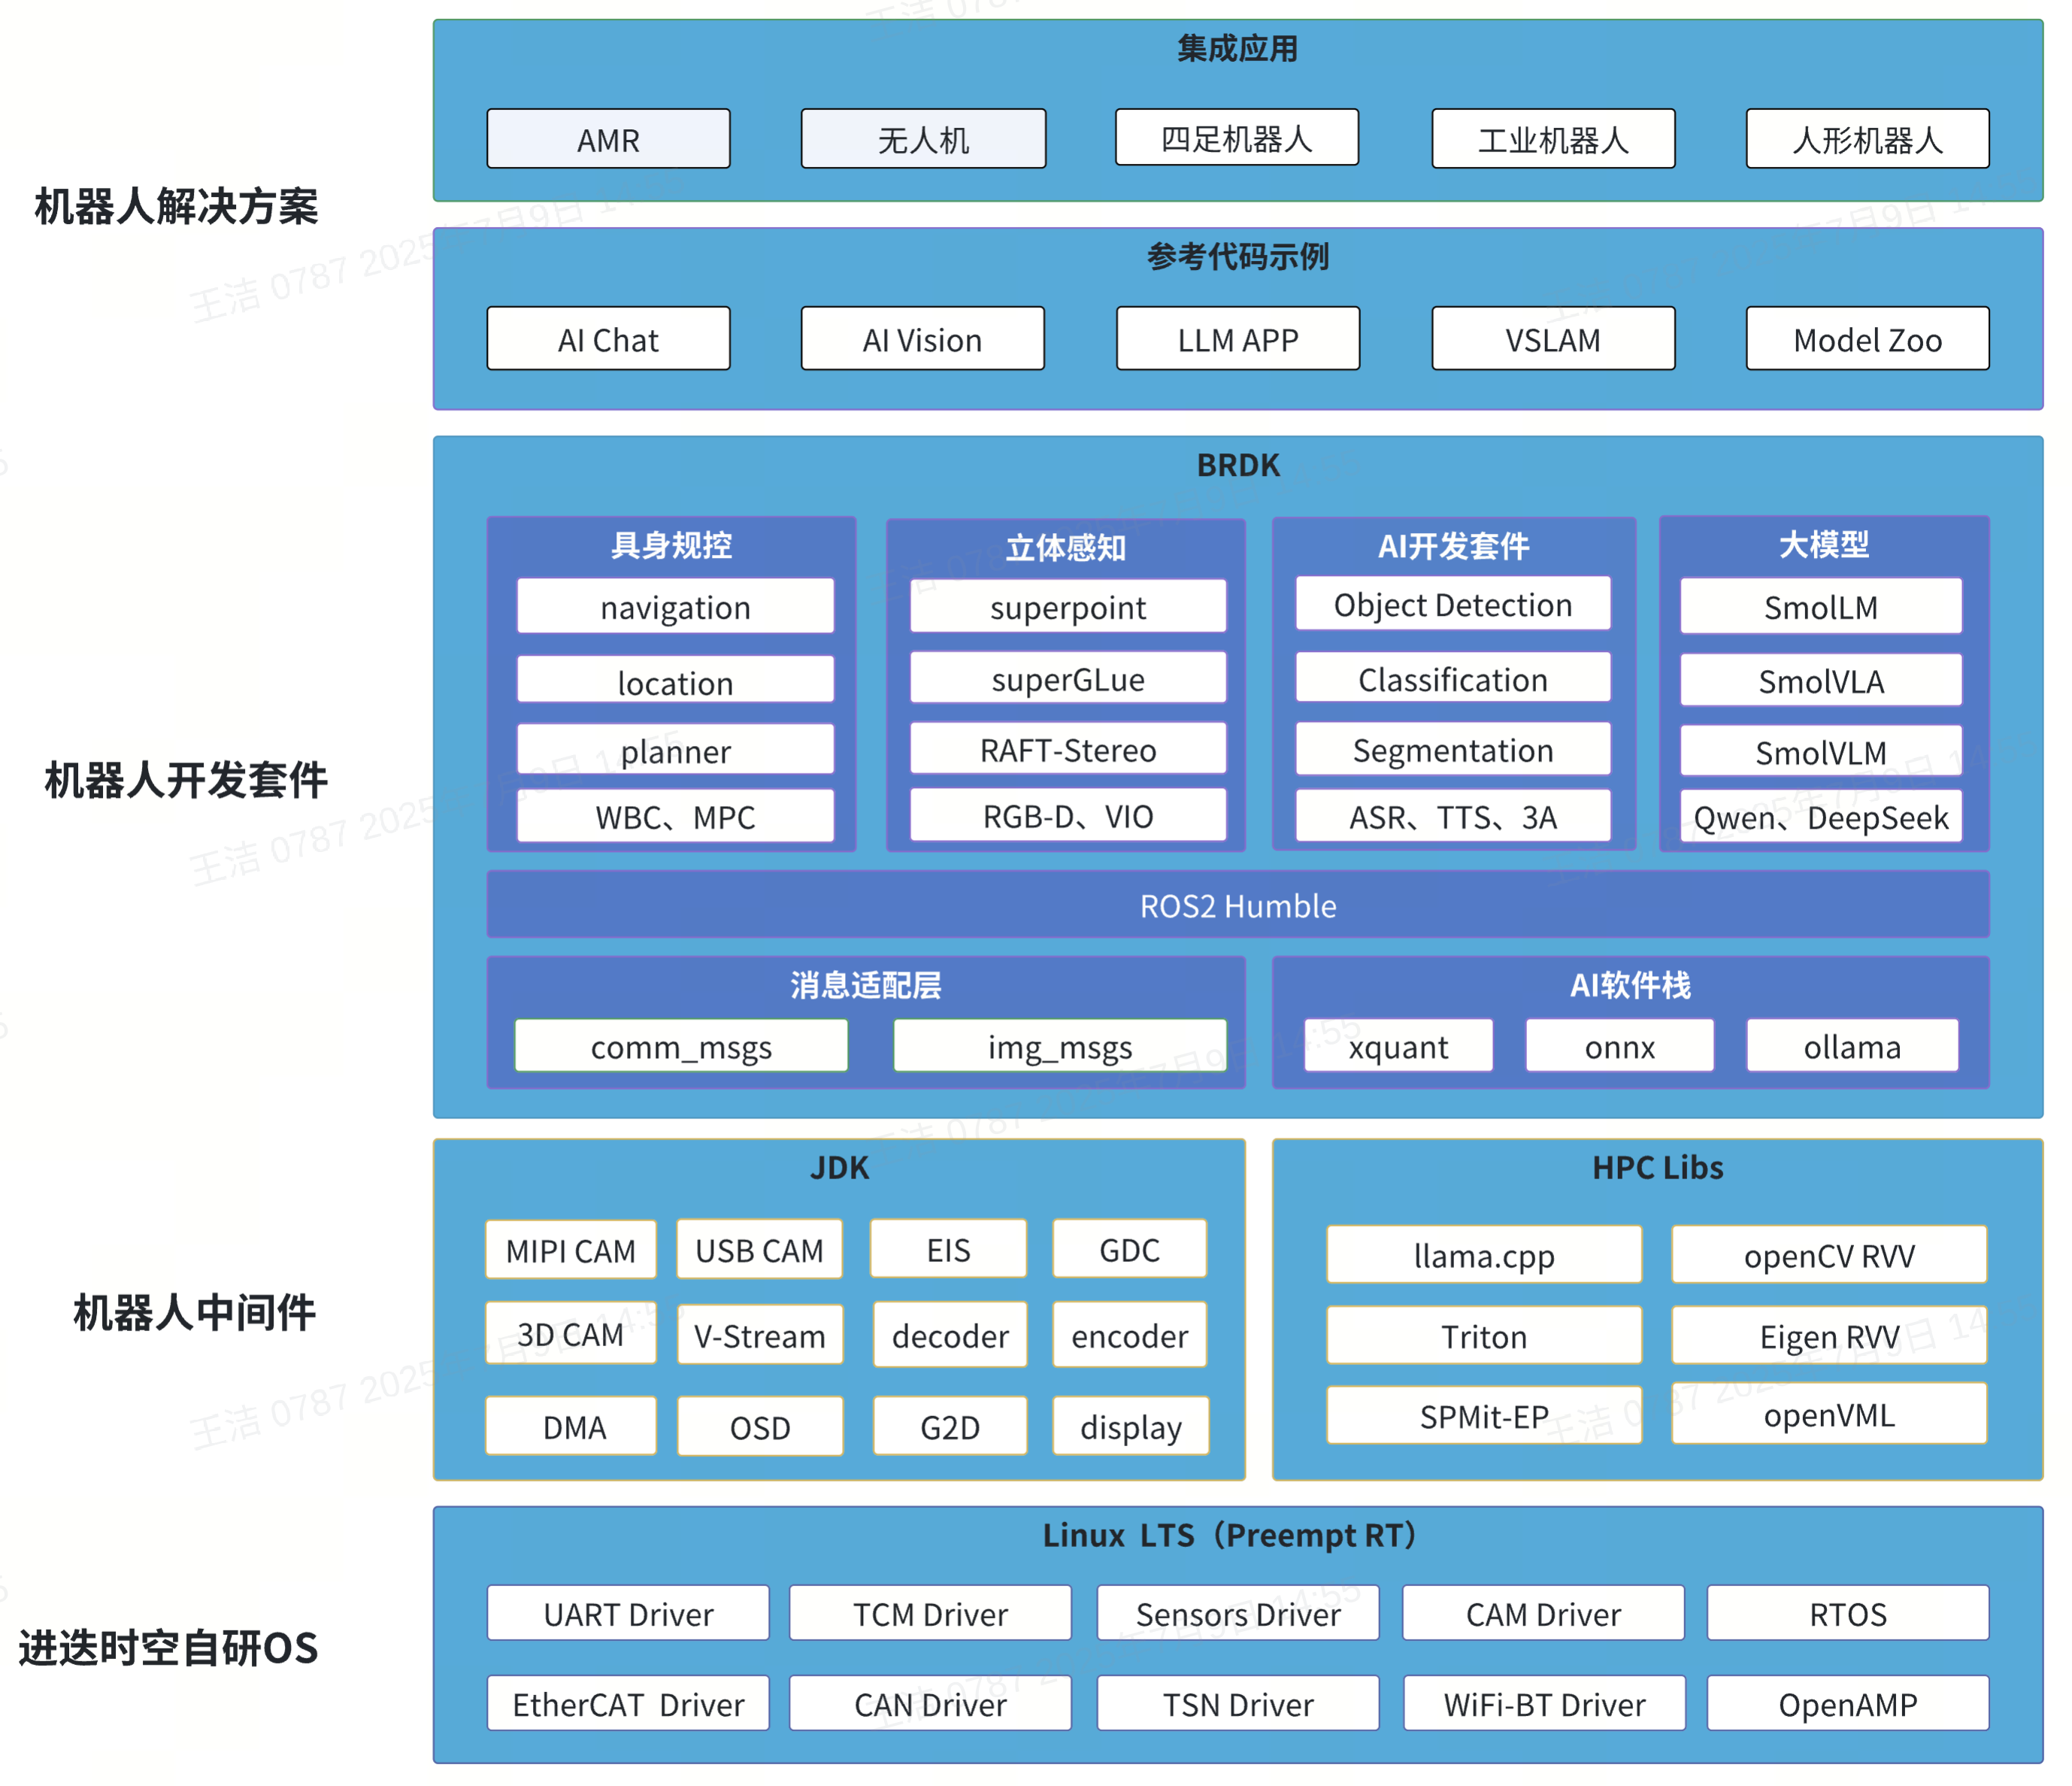 机器人解决方案
集成应用
AMR
无人机
四足机器人
工业机器人
人形机器人
参考代码示例
AI Chat
AI Vision
LLM APP
VSLAM
Model Zoo
机器人开发套件
BRDK
具身规控
navigation
location
planner
WBC、MPC
立体感知
superpoint
superGLue
RAFT-Stereo
RGB-D、VIO
AI开发套件
Object Detection
Classification
Segmentation
ASR、TTS、3A
大模型
SmolLM
SmolVLA
SmolVLM
Qwen、DeepSeek
ROS2 Humble
消息适配层
comm_msgs
img_msgs
AI软件栈
xquant
onnx
ollama
机器人中间件
JDK
MIPI CAM
USB CAM
EIS
GDC
3D CAM
V-Stream
decoder
encoder
DMA
OSD
G2D
display
HPC Libs
llama.cpp
openCV RVV
Triton
Eigen RVV
SPMit-EP
openVML
进迭时空自研OS
Linux LTS（Preempt RT）
UART Driver
TCM Driver
Sensors Driver
CAM Driver
RTOS
EtherCAT Driver
CAN Driver
TSN Driver
WiFi-BT Driver
OpenAMP
王洁 0787 2025年7月9日 14:55